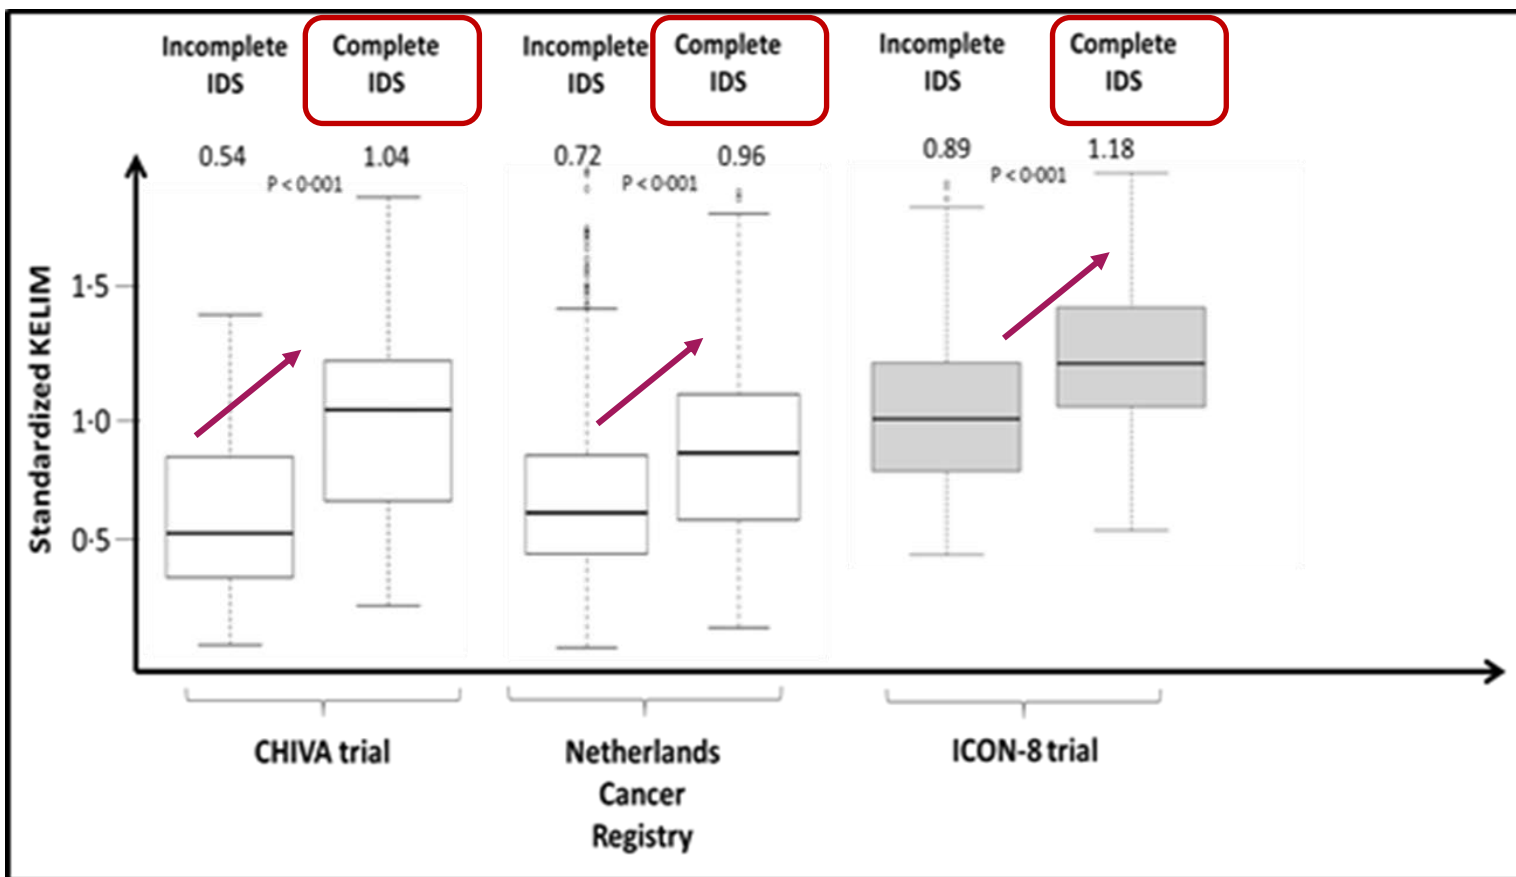 Incomplete IDS
Complete IDS
Incomplete IDS
Complete IDS
Incomplete IDS
Complete IDS
0.54
1.04
0.72
0.96
0.89
1.18
P < 0·001
P < 0·001
P < 0·001
Standardized KELIM
1·5
1·0
0·5
CHIVA trial
Netherlands
Cancer
Registry
ICON-8 trial